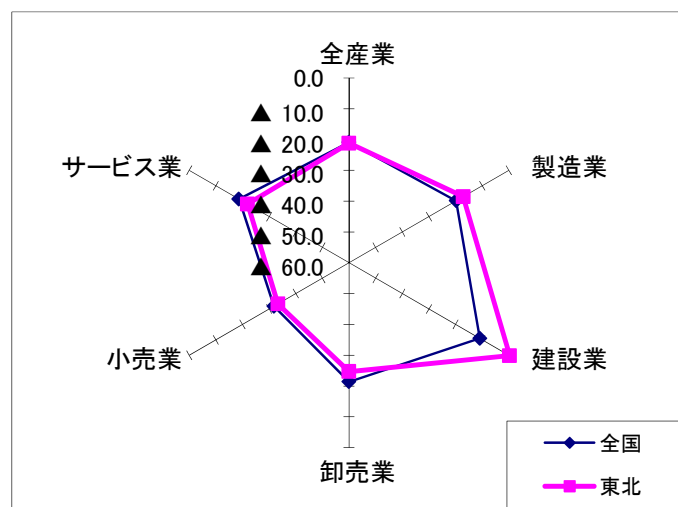 全産業
0.0
▲ 10.0
▲ 20.0
▲ 30.0
▲ 40.0
▲ 50.0
▲ 60.0
サービス業
製造業
小売業
建設業
卸売業
全国
東北